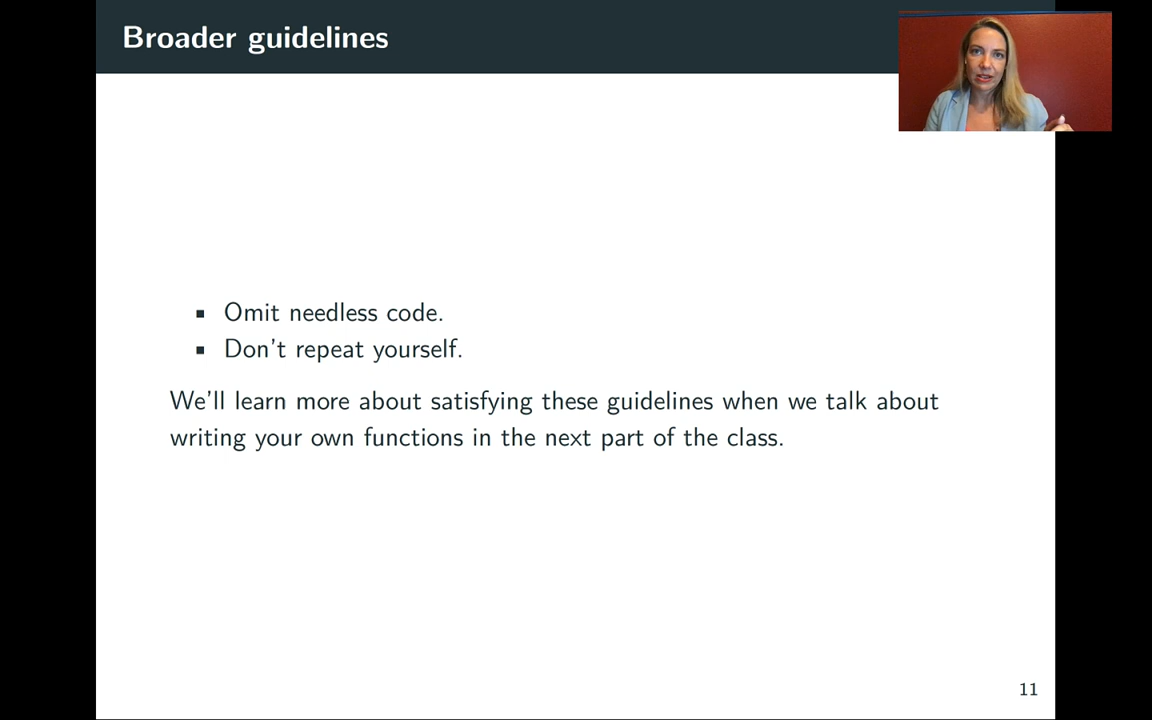 Broader guidelines
Omit needless code.
Don't repeat yourself.
We'll learn more about satisfying these guidelines when we talk about
writing your own functions in the next part of the class.
11